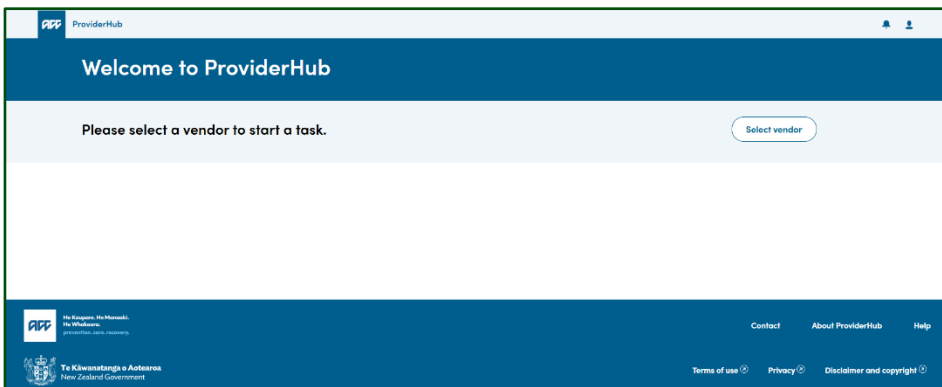 ACC ProviderHub
Welcome to ProviderHub
Please select a vendor to start a task.
Select vendor
ACC
He Kaupare. He Manaaki.
He Whakaora.
prevention. care. recovery.
Contact About ProviderHub Help
Te Kāwanatanga o Aotearoa
New Zealand Government
Terms of use Privacy Disclaimer and copyright